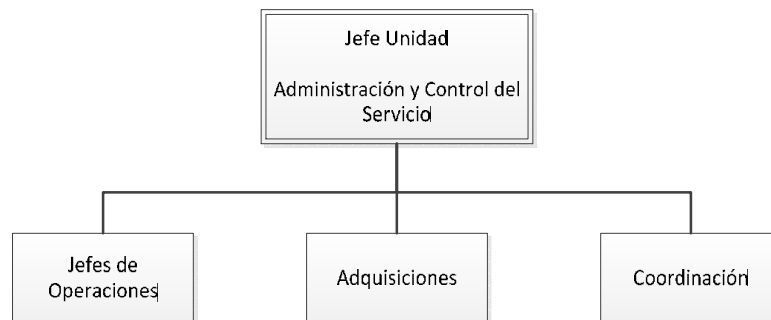 Jefe Unidad
Administración y Control del
Servicio
Jefes de
Operaciones
Adquisiciones
Coordinación